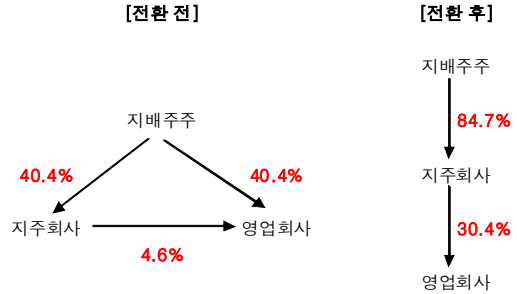 [전환 전]
지배주주
40.4%
40.4%
지주회사
영업회사
4.6%
[전환 후]
지배주주
84.7%
지주회사
30.4%
영업회사